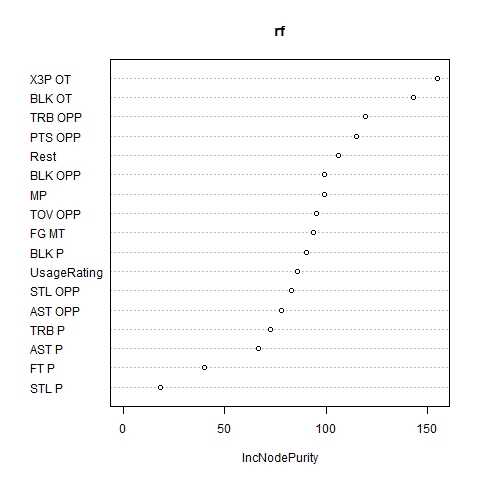 rf
X3P OT
BLK OT
TRB OPP
PTS OPP
Rest
BLK OPP
MP
TOV OPP
FG MT
BLK P
UsageRating
STL OPP
AST OPP
TRB P
AST P
FT P
STL P
0 50 100 150
IncNodePurity